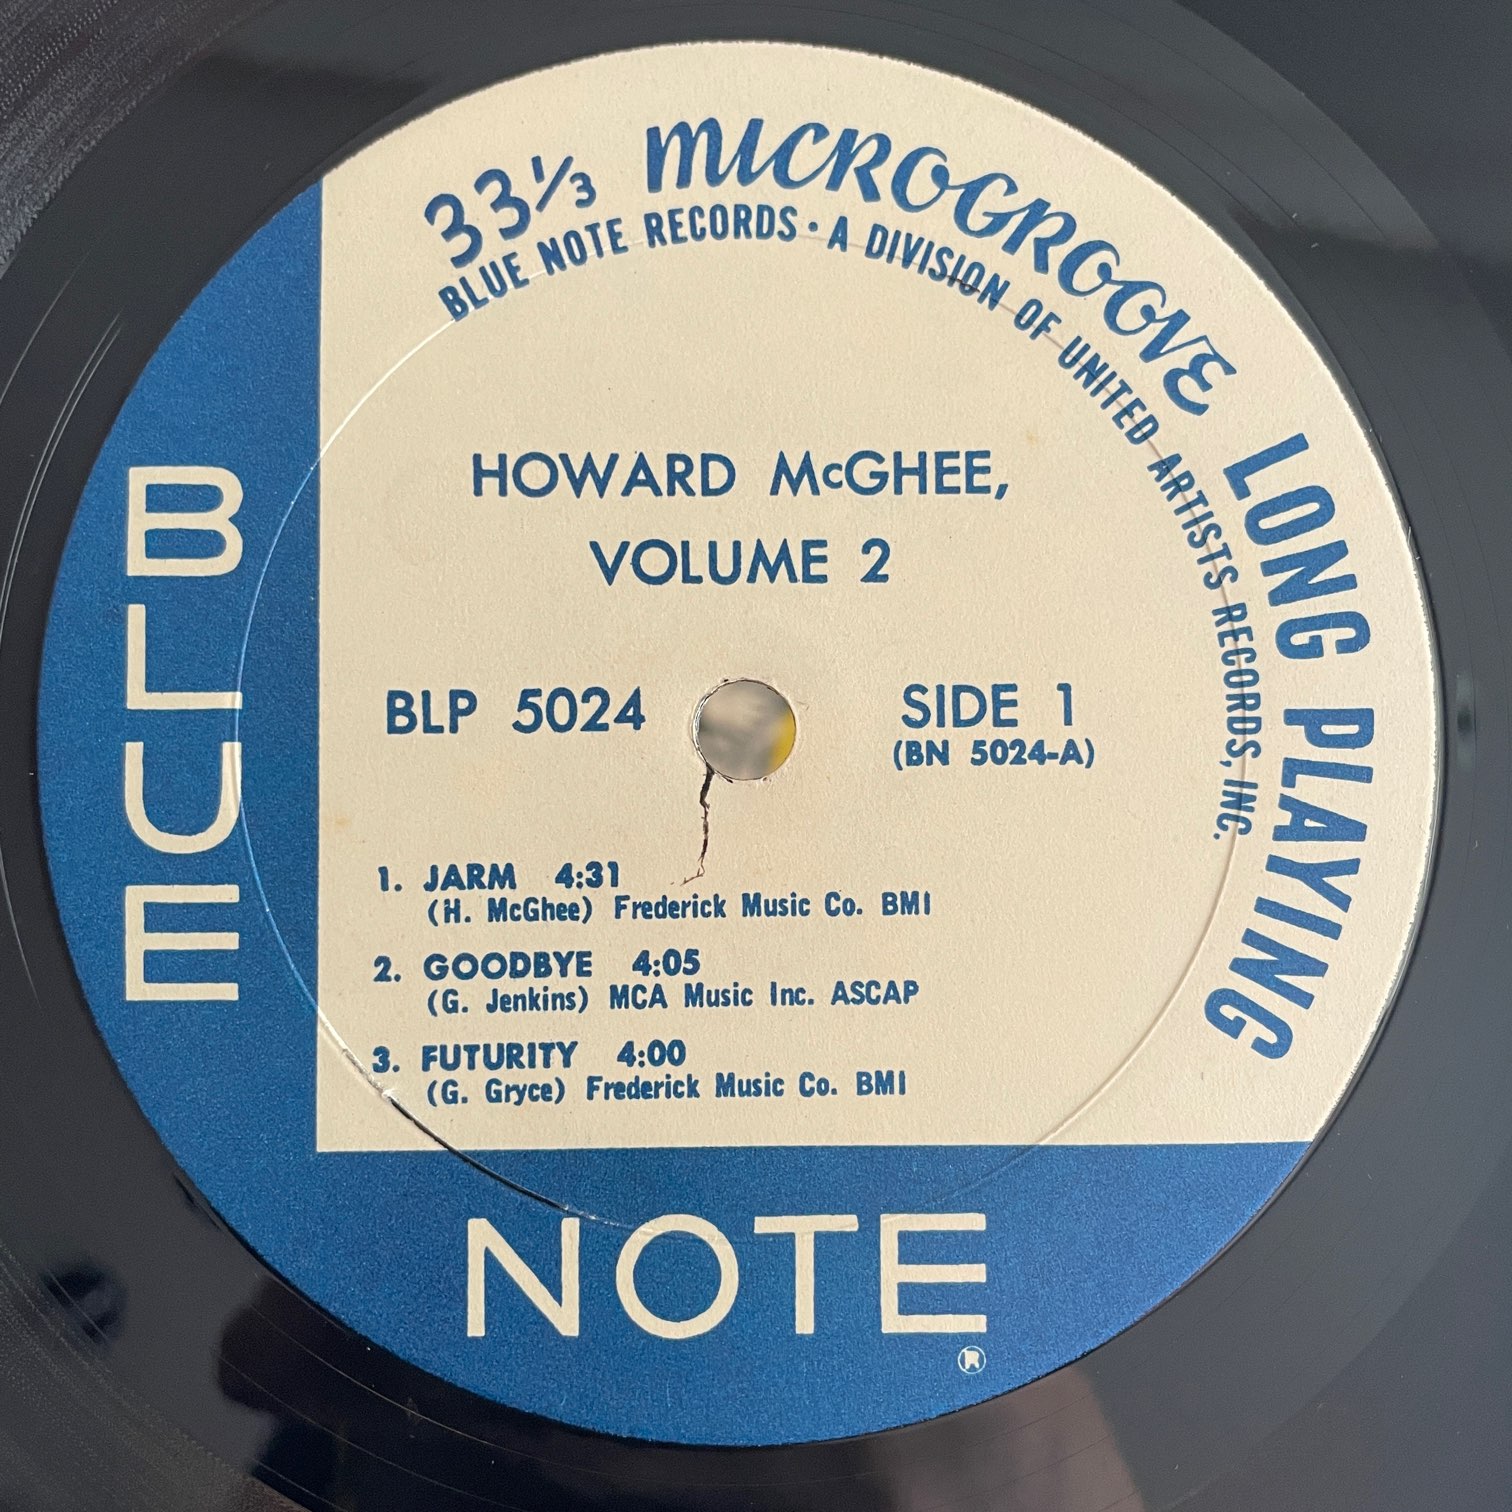 33⅓ MICROGROOVE LONG PLAYING
BLUE NOTE RECORDS · A DIVISION OF UNITED ARTISTS RECORDS, INC.
HOWARD McGHEE,
VOLUME 2
BLP 5024
SIDE 1
(BN 5024-A)
1. JARM 4:31
(H. McGhee) Frederick Music Co. BMI
2. GOODBYE 4:05
(G. Jenkins) MCA Music Inc. ASCAP
3. FUTURITY 4:00
(G. Gryce) Frederick Music Co. BMI
BLUE
NOTE
®